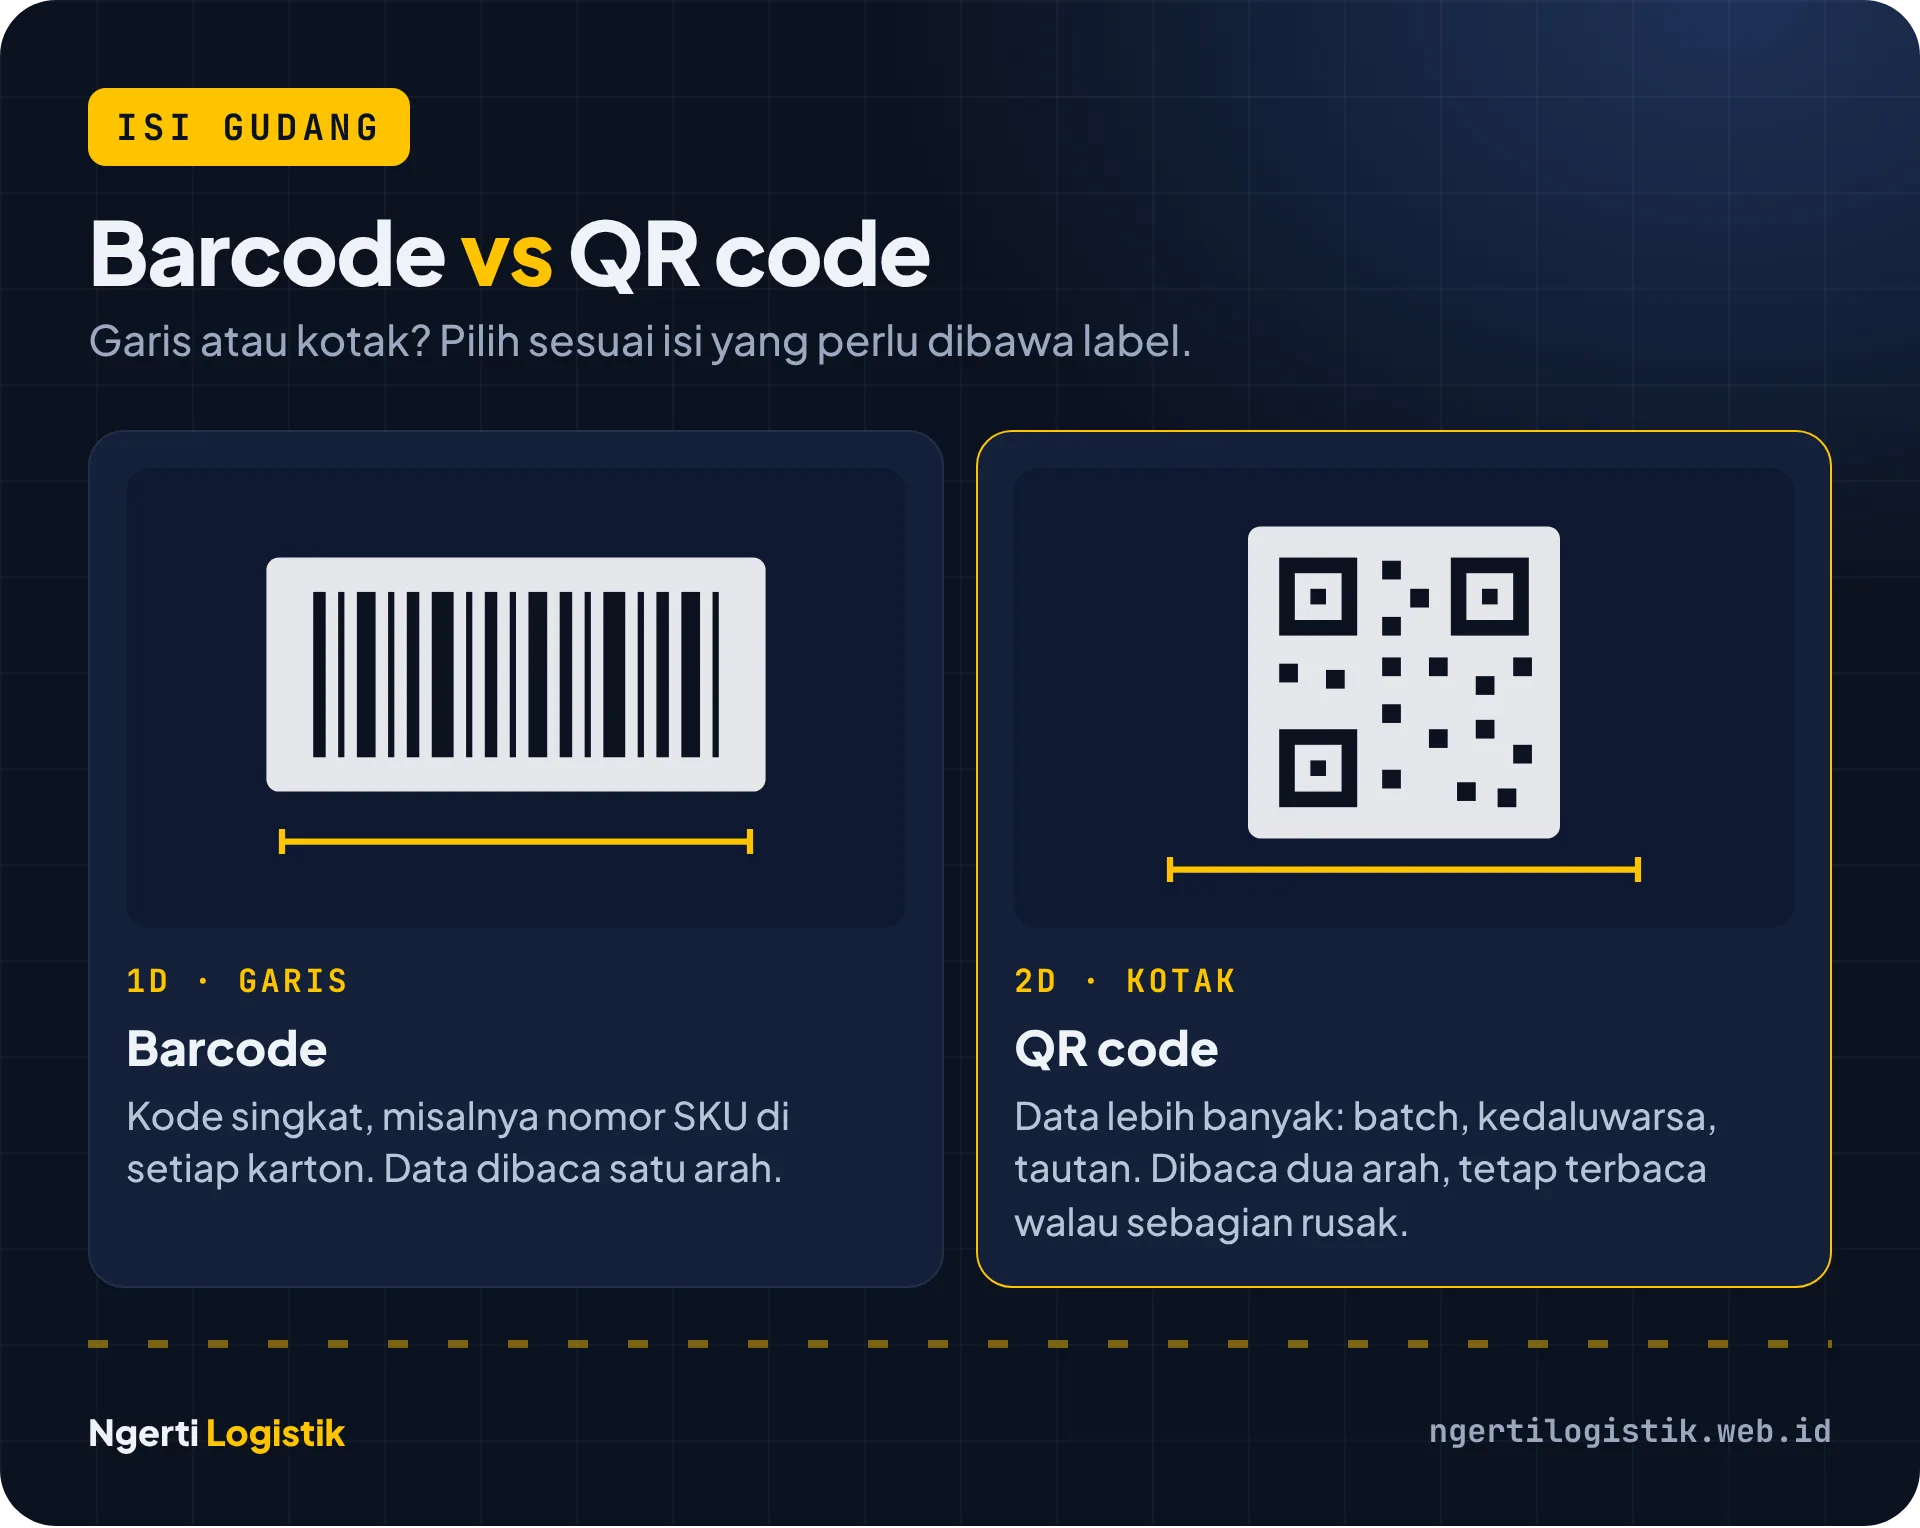 ISI GUDANG
Barcode vs QR code
Garis atau kotak? Pilih sesuai isi yang perlu dibawa label.
1D · GARIS
Barcode
Kode singkat, misalnya nomor SKU di
setiap karton. Data dibaca satu arah.
2D · KOTAK
QR code
Data lebih banyak: batch, kedaluwarsa,
tautan. Dibaca dua arah, tetap terbaca
walau sebagian rusak.
Ngerti Logistik
ngertilogistik.web.id